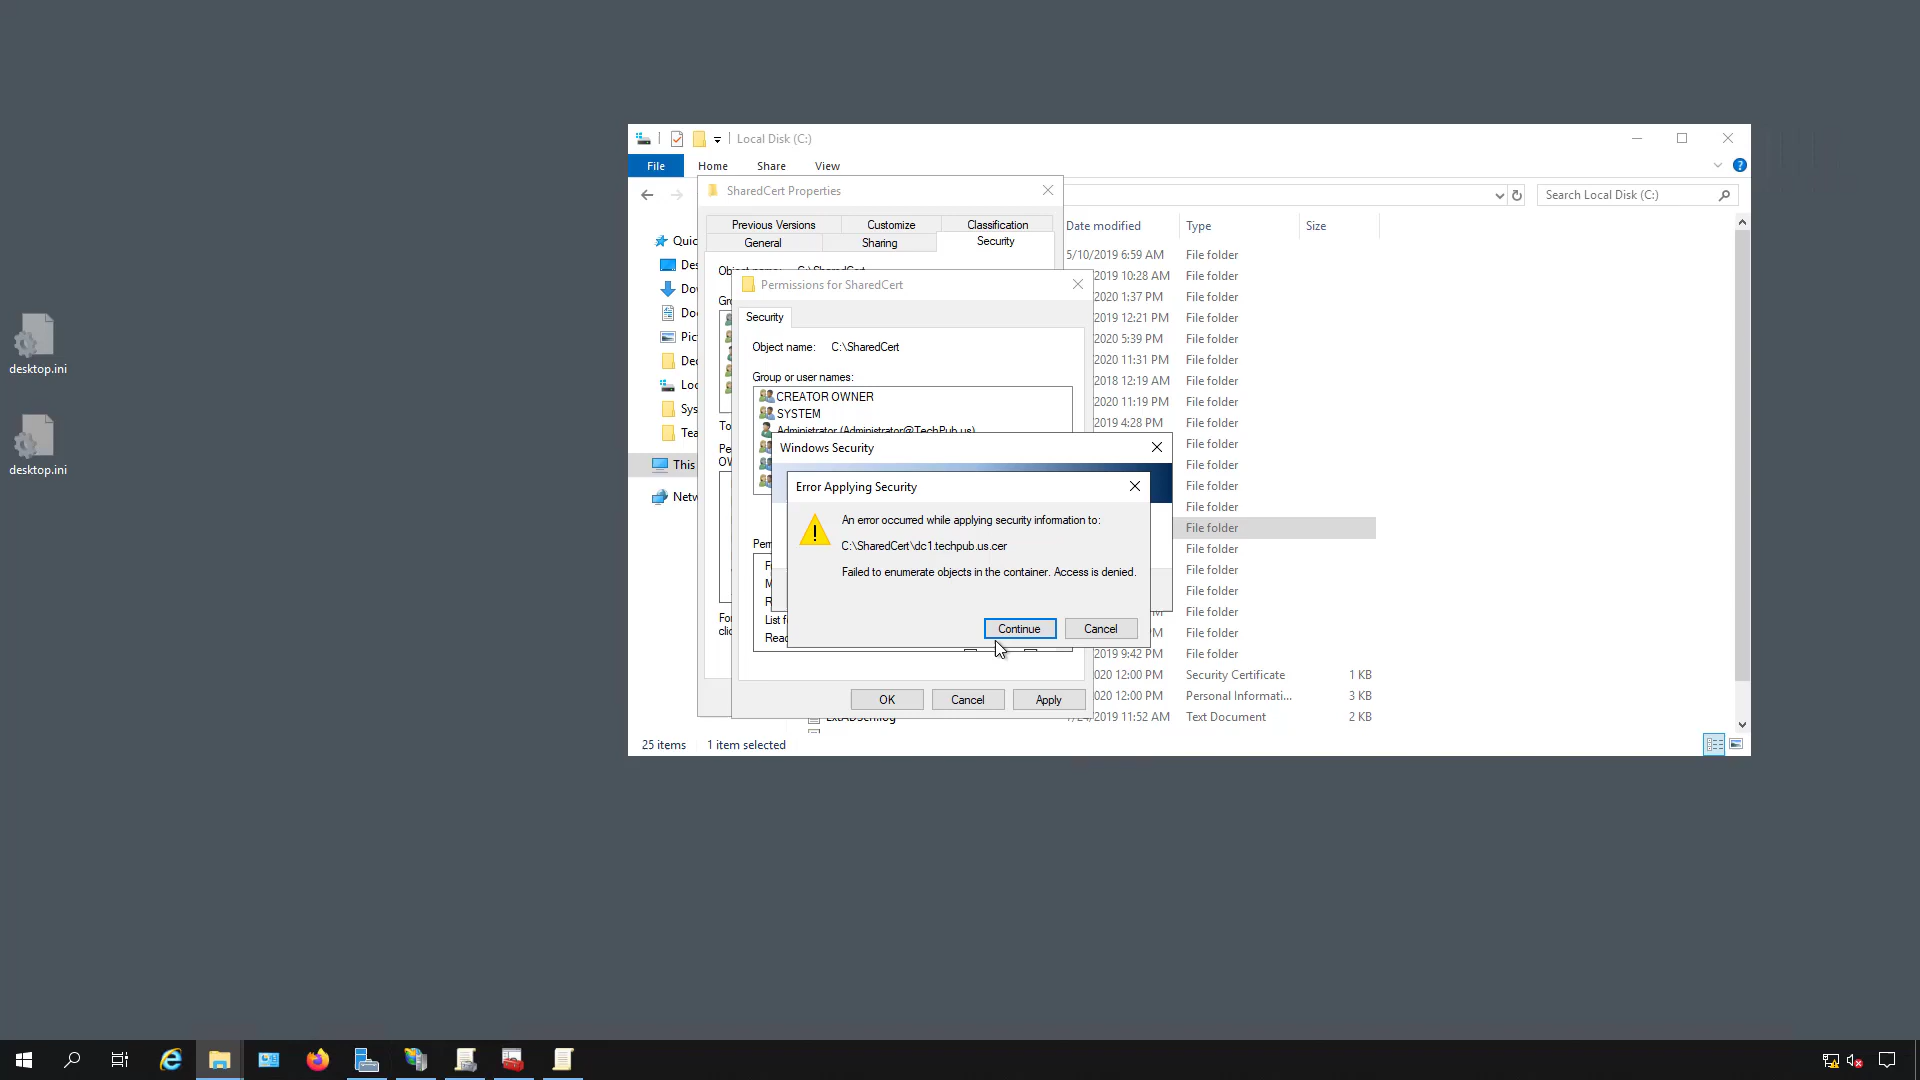 Local Disk (C:)
File
Home
Share
View
SharedCert Properties
Search Local Disk (C:)
Previous Versions
Customize
Classification
General
Sharing
Security
Date modified
Type
Size
5/10/2019 6:59 AM
File folder
2019 10:28 AM
File folder
Permissions for SharedCert
2020 1:37 PM
File folder
Security
2019 12:21 PM
File folder
Object name: C:\SharedCert
2020 5:39 PM
File folder
2020 11:31 PM
File folder
Group or user names:
2018 12:19 AM
File folder
CREATOR OWNER
2020 11:19 PM
File folder
SYSTEM
2019 4:28 PM
File folder
Administrator (Administrator@TechPub.us)
File folder
Windows Security
File folder
This
File folder
Error Applying Security
File folder
An error occurred while applying security information to:
File folder
C:\SharedCert\dc1.techpub.us.cer
File folder
Failed to enumerate objects in the container. Access is denied.
File folder
File folder
File folder
Continue
Cancel
File folder
2019 9:42 PM
File folder
020 12:00 PM
Security Certificate
1 KB
020 12:00 PM
Personal Informati...
3 KB
OK
Cancel
Apply
2019 11:52 AM
Text Document
2 KB
25 items
1 item selected
desktop.ini
desktop.ini